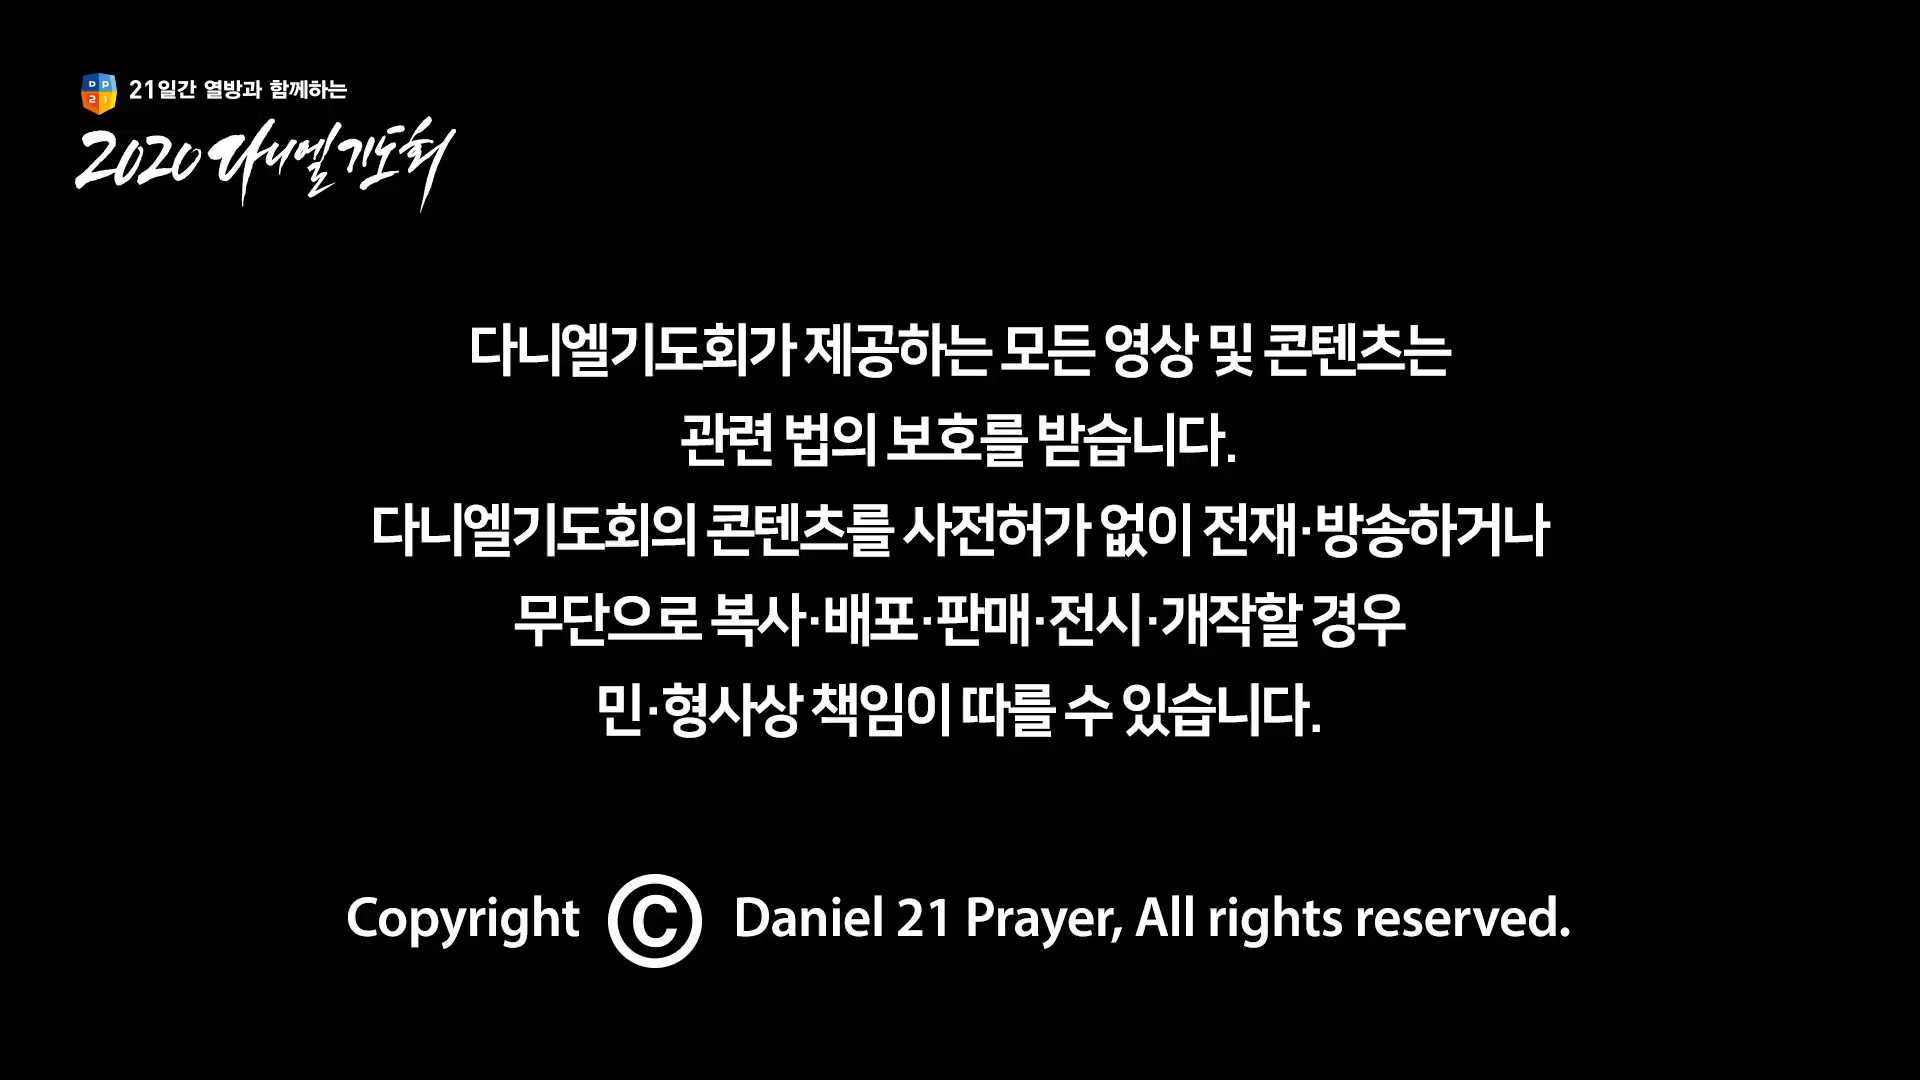 DP
21
21일간 열방과 함께하는
2020 다니엘기도회
다니엘기도회가 제공하는 모든 영상 및 콘텐츠는
관련 법의 보호를 받습니다.
다니엘기도회의 콘텐츠를 사전허가 없이 전재·방송하거나
무단으로 복사·배포·판매·전시·개작할 경우
민·형사상 책임이 따를 수 있습니다.
Copyright © Daniel 21 Prayer, All rights reserved.